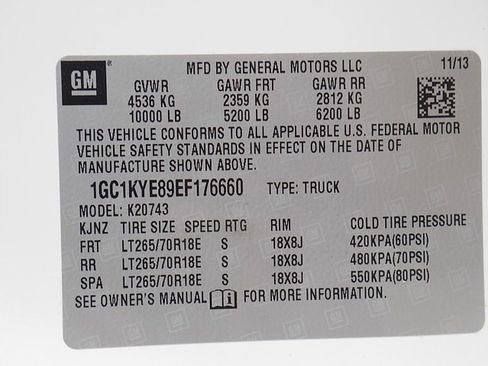 GM
MFD BY GENERAL MOTORS LLC 11/13
GVWR GAWR FRT GAWR RR
4536 KG 2359 KG 2812 KG
10000 LB 5200 LB 6200 LB
THIS VEHICLE CONFORMS TO ALL APPLICABLE U.S. FEDERAL MOTOR
VEHICLE SAFETY STANDARDS IN EFFECT ON THE DATE OF
MANUFACTURE SHOWN ABOVE.
1GC1KYE89EF176660 TYPE: TRUCK
MODEL: K20743
KJNZ TIRE SIZE SPEED RTG RIM COLD TIRE PRESSURE
FRT LT265/70R18E S 18X8J 420KPA(60PSI)
RR LT265/70R18E S 18X8J 480KPA(70PSI)
SPA LT265/70R18E S 18X8J 550KPA(80PSI)
SEE OWNER'S MANUAL FOR MORE INFORMATION.